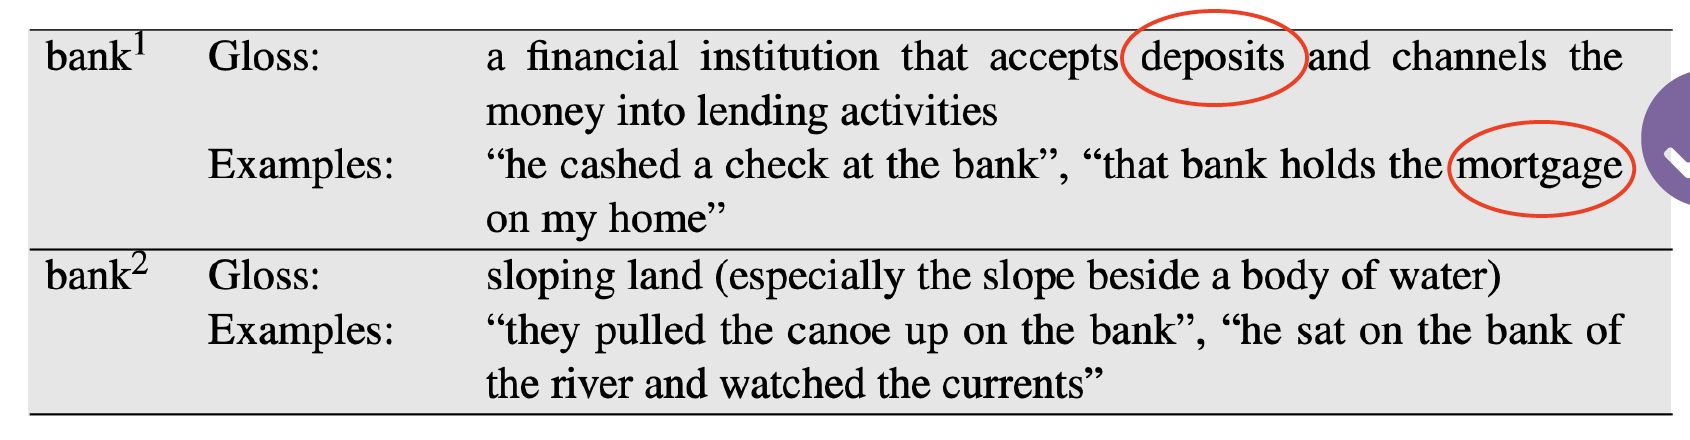 bank¹ Gloss: a financial institution that accepts deposits and channels the
money into lending activities
Examples: “he cashed a check at the bank”, “that bank holds the mortgage
on my home”
bank² Gloss: sloping land (especially the slope beside a body of water)
Examples: “they pulled the canoe up on the bank”, “he sat on the bank of
the river and watched the currents”